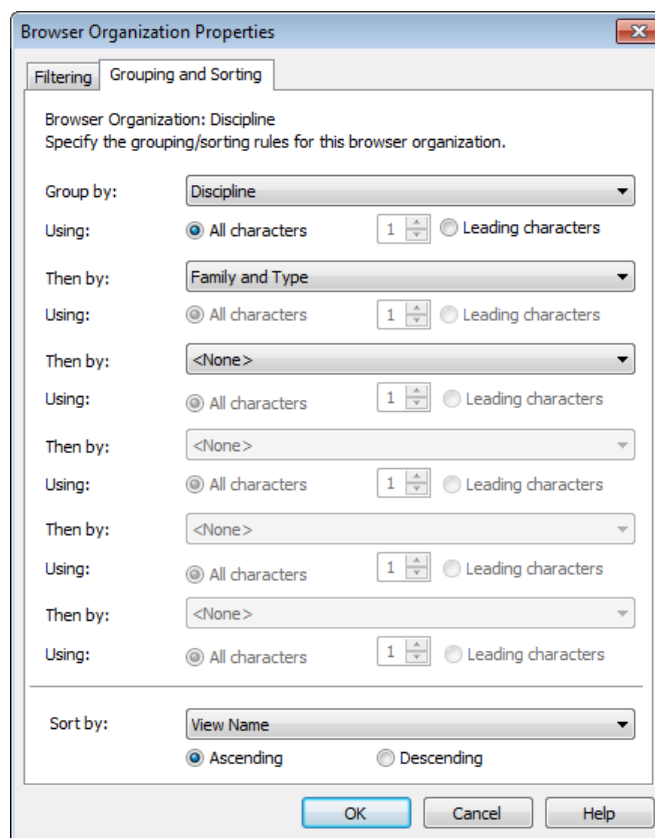 Browser Organization Properties
Filtering Grouping and Sorting
Browser Organization: Discipline
Specify the grouping/sorting rules for this browser organization.
Group by: Discipline
Using: All characters 1 Leading characters
Then by: Family and Type
Using: All characters 1 Leading characters
Then by: <None>
Using: All characters 1 Leading characters
Then by: <None>
Using: All characters 1 Leading characters
Then by: <None>
Using: All characters 1 Leading characters
Then by: <None>
Using: All characters 1 Leading characters
Sort by: View Name
Ascending Descending
OK Cancel Help